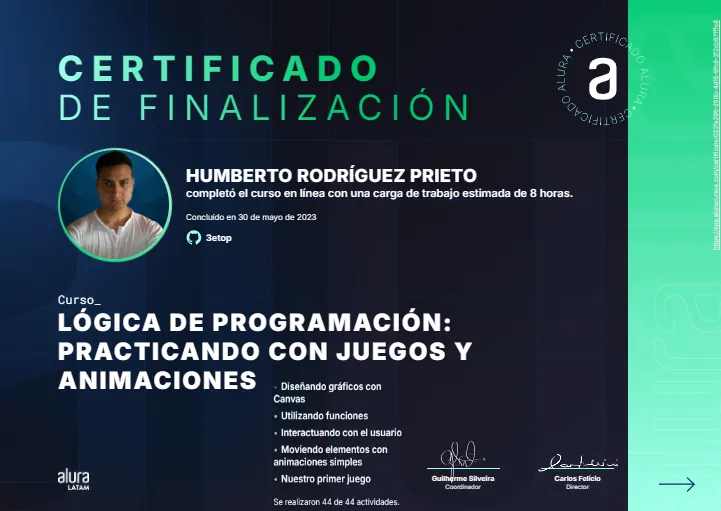 CERTIFICADO
DE FINALIZACIÓN
CERTIFICADO ALURA • CERTIFICADO ALURA •
a
HUMBERTO RODRÍGUEZ PRIETO
completó el curso en línea con una carga de trabajo estimada de 8 horas.
Concluído en 30 de mayo de 2023
3etop
Curso_
LÓGICA DE PROGRAMACIÓN:
PRACTICANDO CON JUEGOS Y
ANIMACIONES
• Diseñando gráficos con
Canvas
• Utilizando funciones
• Interactuando con el usuario
• Moviendo elementos con
animaciones simples
• Nuestro primer juego
Se realizaron 44 de 44 actividades.
Guilherme Silveira
Coordinador
Carlos Felício
Director
alura
LATAM
alura